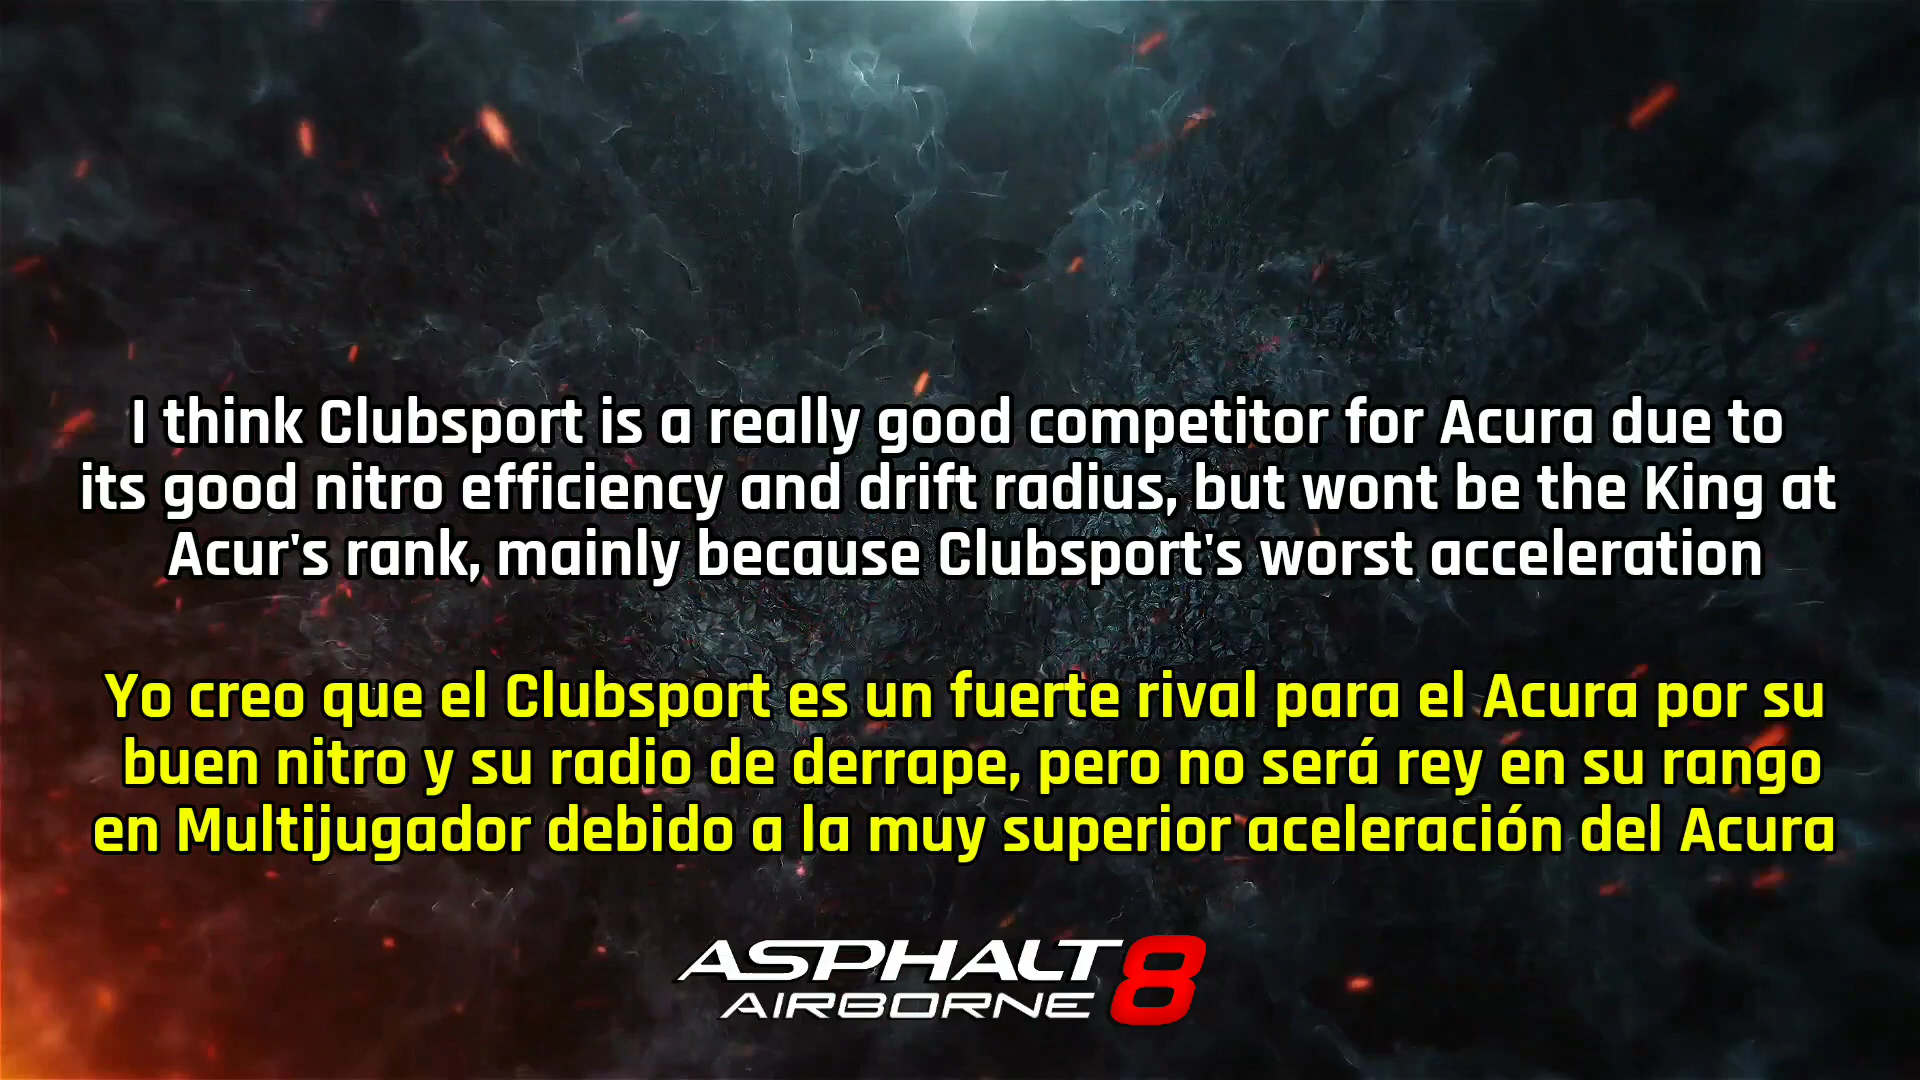 I think Clubsport is a really good competitor for Acura due to
its good nitro efficiency and drift radius, but wont be the King at
Acur's rank, mainly because Clubsport's worst acceleration
Yo creo que el Clubsport es un fuerte rival para el Acura por su
buen nitro y su radio de derrape, pero no será rey en su rango
en Multijugador debido a la muy superior aceleración del Acura
ASPHALT 8
AIRBORNE